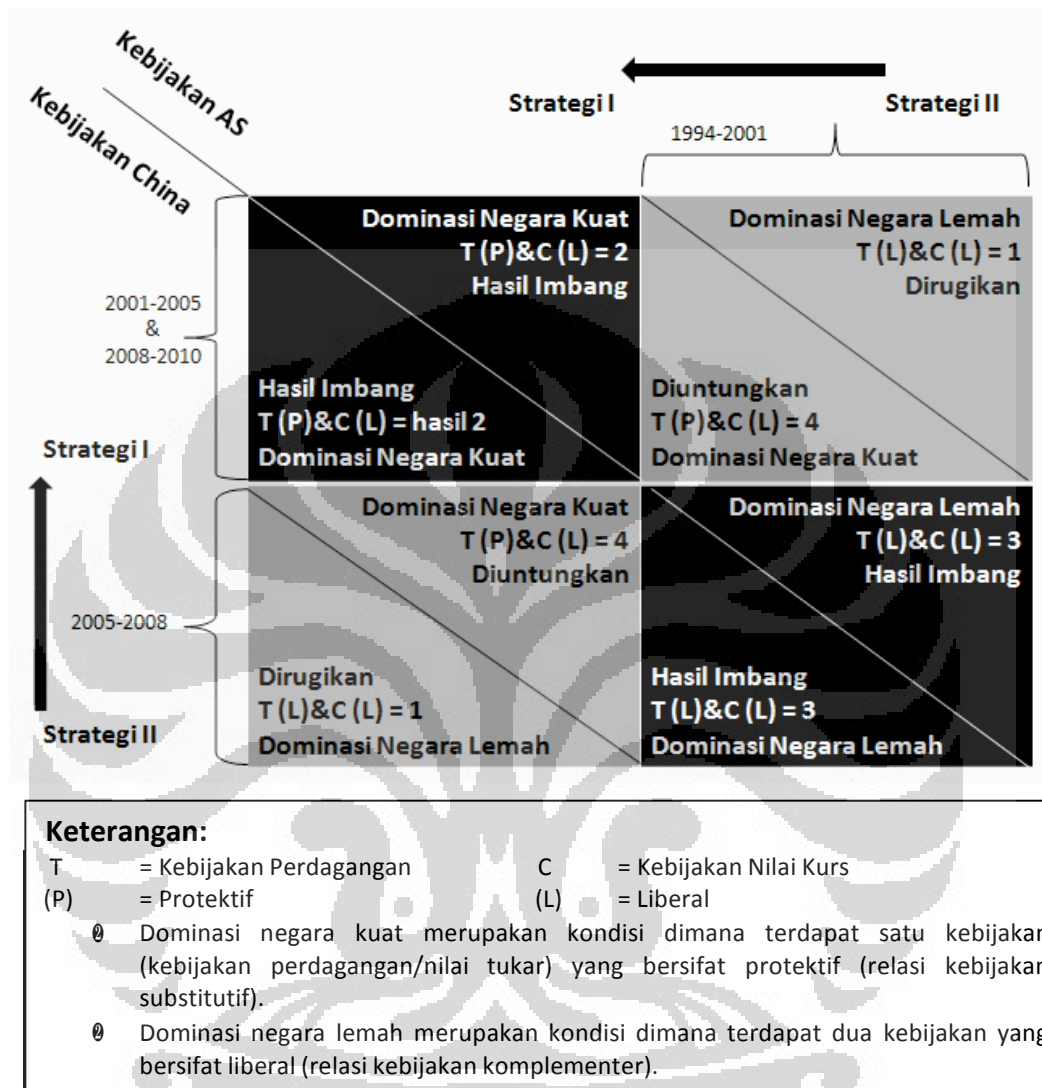 Kebijakan AS
Kebijakan China
Strategi I
Strategi II
1994-2001
2001-2005
&
2008-2010
Dominasi Negara Kuat
T (P)&C (L) = 2
Hasil Imbang
Hasil Imbang
T (P)&C (L) = hasil 2
Dominasi Negara Kuat
Dominasi Negara Lemah
T (L)&C (L) = 1
Dirugikan
Diuntungkan
T (P)&C (L) = 4
Dominasi Negara Kuat
Strategi I
2005-2008
Strategi II
Dominasi Negara Kuat
T (P)&C (L) = 4
Diuntungkan
Dirugikan
T (L)&C (L) = 1
Dominasi Negara Lemah
Dominasi Negara Lemah
T (L)&C (L) = 3
Hasil Imbang
Hasil Imbang
T (L)&C (L) = 3
Dominasi Negara Lemah
Keterangan:
T = Kebijakan Perdagangan C = Kebijakan Nilai Kurs
(P) = Protektif (L) = Liberal
Dominasi negara kuat merupakan kondisi dimana terdapat satu kebijakan
(kebijakan perdagangan/nilai tukar) yang bersifat protektif (relasi kebijakan
substitutif).
Dominasi negara lemah merupakan kondisi dimana terdapat dua kebijakan yang
bersifat liberal (relasi kebijakan komplementer).